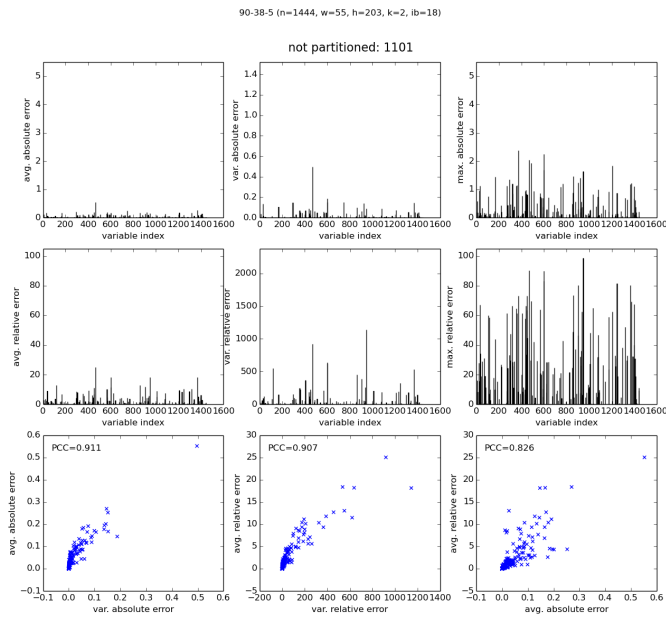 90-38-5 (n=1444, w=55, h=203, k=2, ib=18)
not partitioned: 1101
avg. absolute error
5
4
3
2
1
0
0 200 400 600 800 1000 1200 1400 1600
variable index
var. absolute error
1.4
1.2
1.0
0.8
0.6
0.4
0.2
0.0
0 200 400 600 800 1000 1200 1400 1600
variable index
max. absolute error
5
4
3
2
1
0
0 200 400 600 800 1000 1200 1400 1600
variable index
avg. relative error
100
80
60
40
20
0
0 200 400 600 800 1000 1200 1400 1600
variable index
var. relative error
2000
1500
1000
500
0
0 200 400 600 800 1000 1200 1400 1600
variable index
max. relative error
100
80
60
40
20
0
0 200 400 600 800 1000 1200 1400 1600
variable index
PCC=0.911
avg. absolute error
0.6
0.5
0.4
0.3
0.2
0.1
0.0
−0.1
−0.1 0.0 0.1 0.2 0.3 0.4 0.5 0.6
var. absolute error
PCC=0.907
avg. relative error
30
25
20
15
10
5
0
−5
−200 0 200 400 600 800 1000 1200 1400
var. relative error
PCC=0.826
avg. relative error
30
25
20
15
10
5
0
−5
−0.1 0.0 0.1 0.2 0.3 0.4 0.5 0.6
avg. absolute error